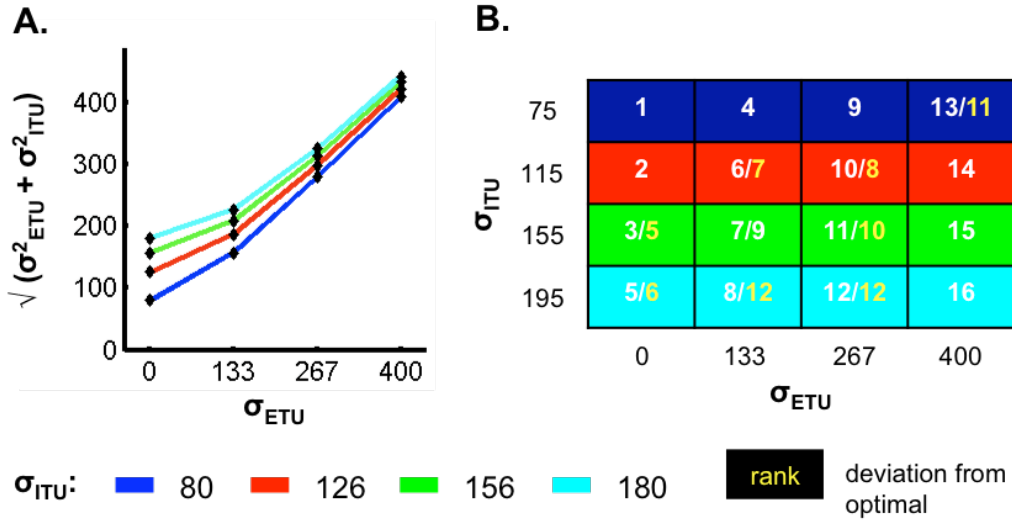 A.
B.
√ (σ²ETU + σ²ITU)
400
300
200
100
0
0 133 267 400
σETU
σITU
75 1 4 9 13/11
115 2 6/7 10/8 14
155 3/5 7/9 11/10 15
195 5/6 8/12 12/12 16
0 133 267 400
σETU
σITU: 80 126 156 180
rank
deviation from
optimal